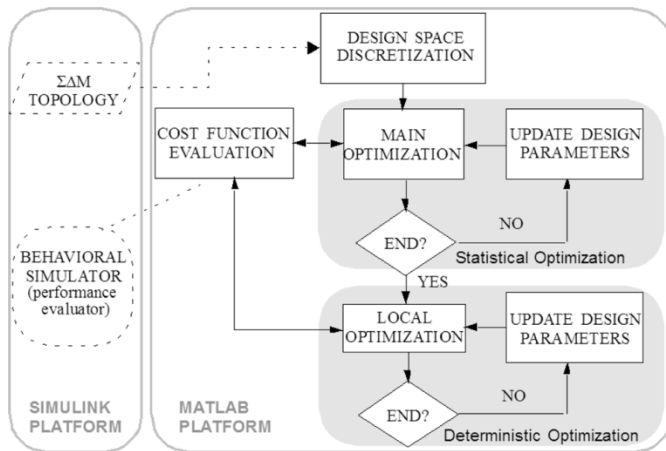 DESIGN SPACE
DISCRETIZATION
ΣΔM
TOPOLOGY
COST FUNCTION
EVALUATION
MAIN
OPTIMIZATION
UPDATE DESIGN
PARAMETERS
END?
NO
Statistical Optimization
YES
BEHAVIORAL
SIMULATOR
(performance
evaluator)
LOCAL
OPTIMIZATION
UPDATE DESIGN
PARAMETERS
END?
NO
Deterministic Optimization
SIMULINK
PLATFORM
MATLAB
PLATFORM